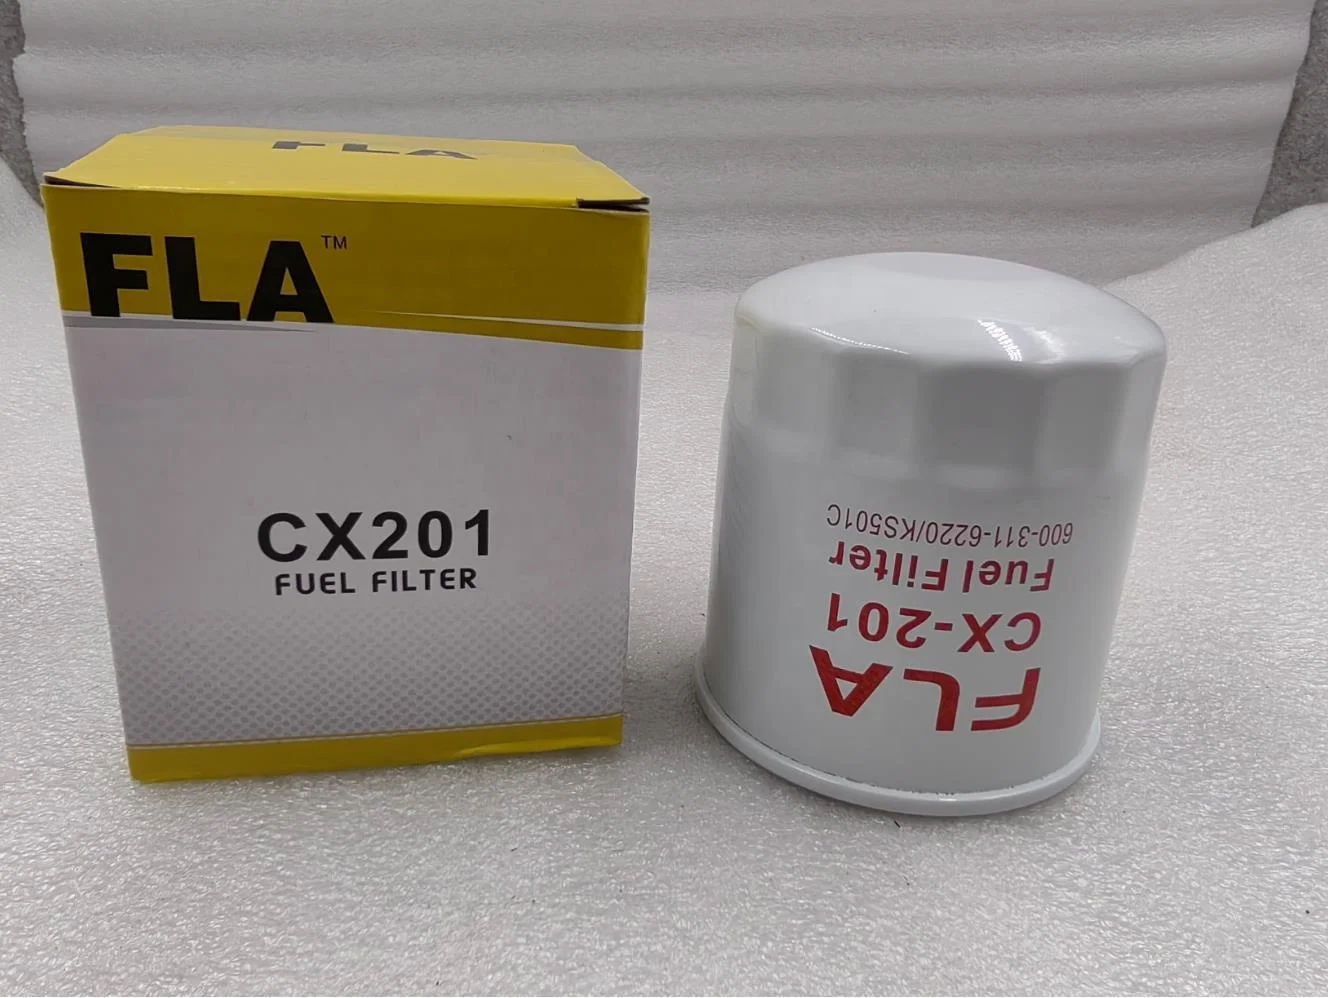 FLA
FLA™
CX201
FUEL FILTER
FLA
CX-201
Fuel Filter
600-311-6220/KS501C